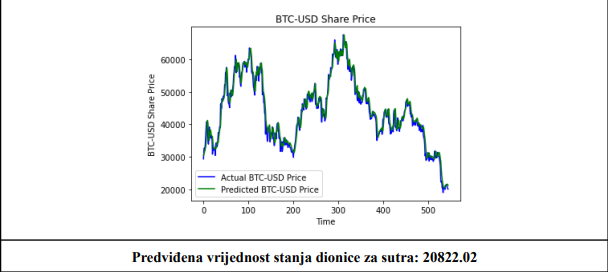 BTC-USD Share Price
BTC-USD Share Price
60000
50000
40000
30000
20000
Actual BTC-USD Price
Predicted BTC-USD Price
0
100
200
300
400
500
Time
Predviđena vrijednost stanja dionice za sutra: 20822.02